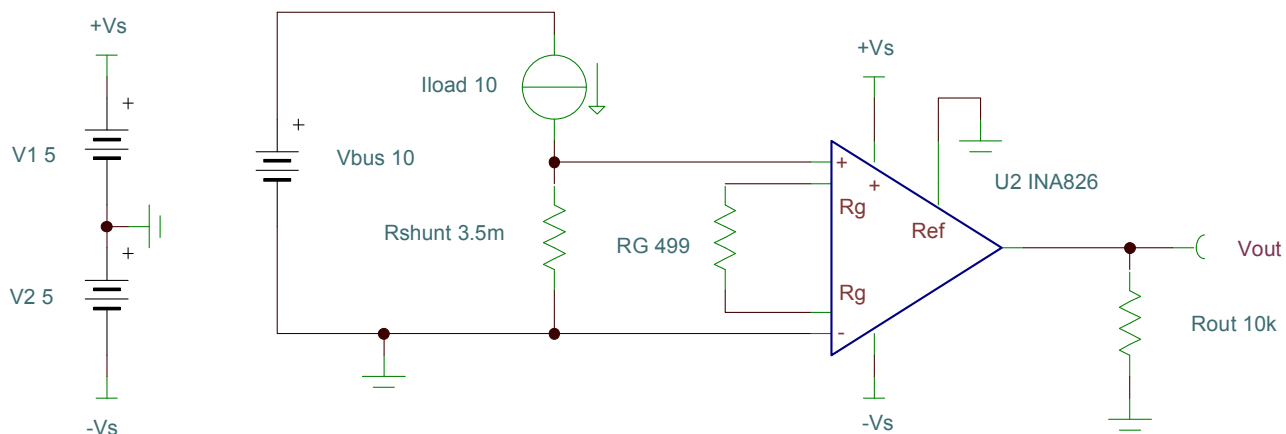 +Vs
V1 5
+
V2 5
+
-Vs
Vbus 10
+
Iload 10
Rshunt 3.5m
RG 499
+Vs
+
+
Rg
Ref
Rg
-
-Vs
U2 INA826
Vout
Rout 10k